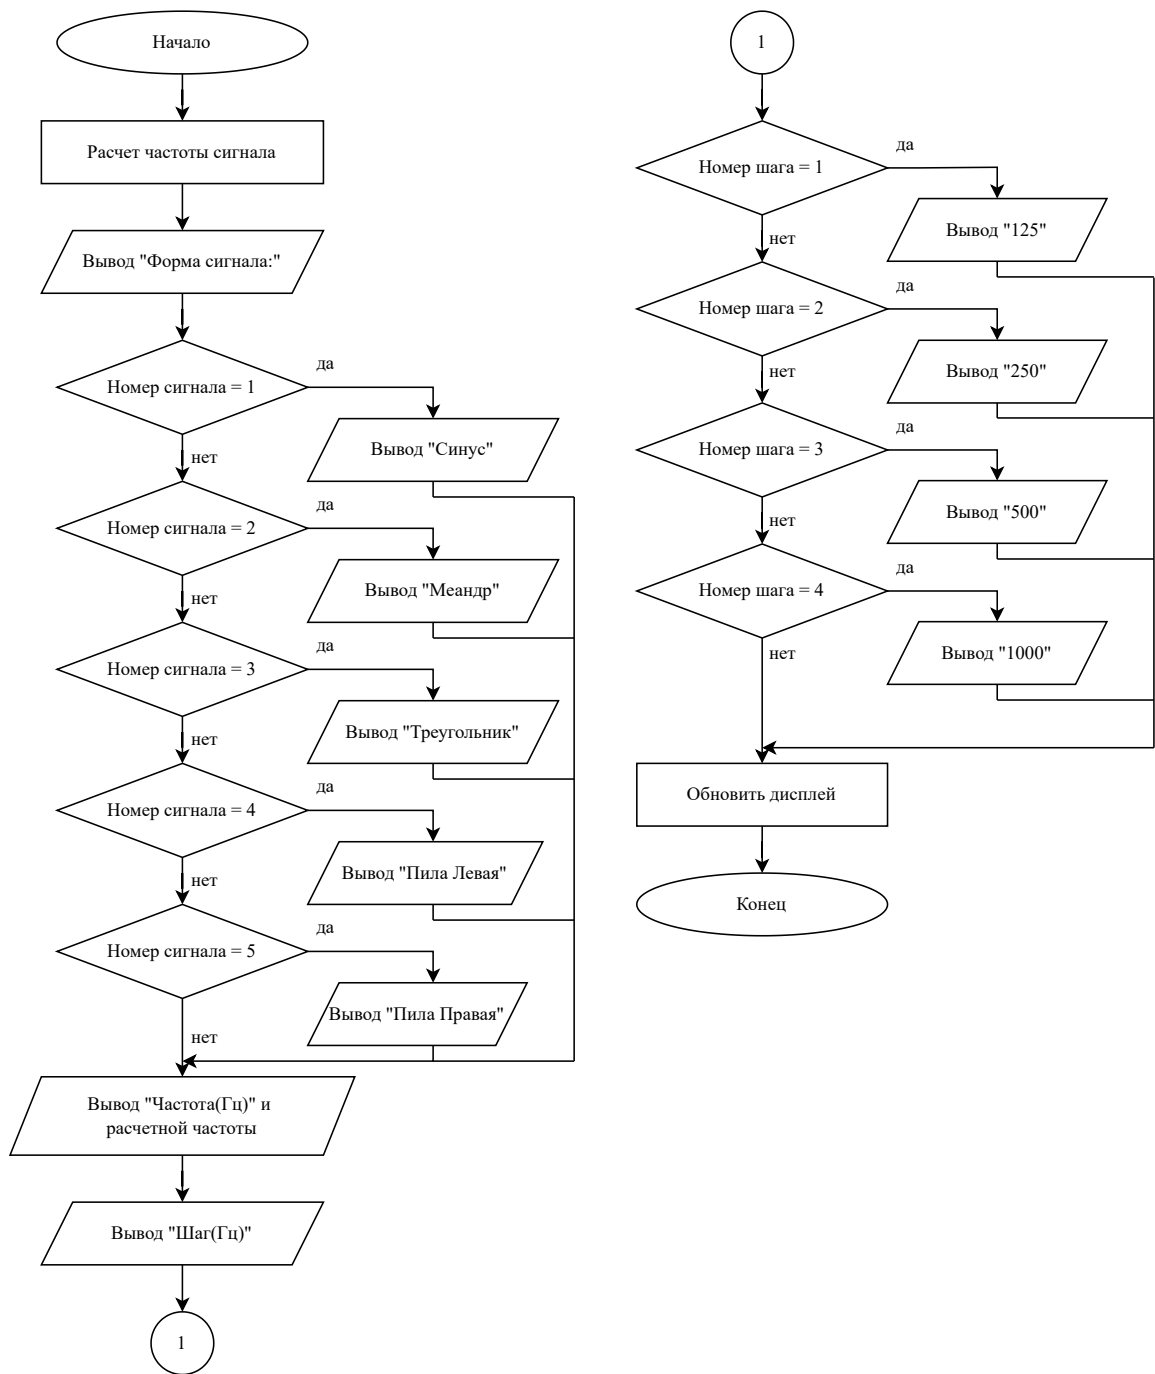 Начало
Расчет частоты сигнала
Вывод "Форма сигнала:"
Номер сигнала = 1
да
Вывод "Синус"
нет
Номер сигнала = 2
да
Вывод "Меандр"
нет
Номер сигнала = 3
да
Вывод "Треугольник"
нет
Номер сигнала = 4
да
Вывод "Пила Левая"
нет
Номер сигнала = 5
да
Вывод "Пила Правая"
нет
Вывод "Частота(Гц)" и
расчетной частоты
Вывод "Шаг(Гц)"
1
1
Номер шага = 1
да
Вывод "125"
нет
Номер шага = 2
да
Вывод "250"
нет
Номер шага = 3
да
Вывод "500"
нет
Номер шага = 4
да
Вывод "1000"
нет
Обновить дисплей
Конец